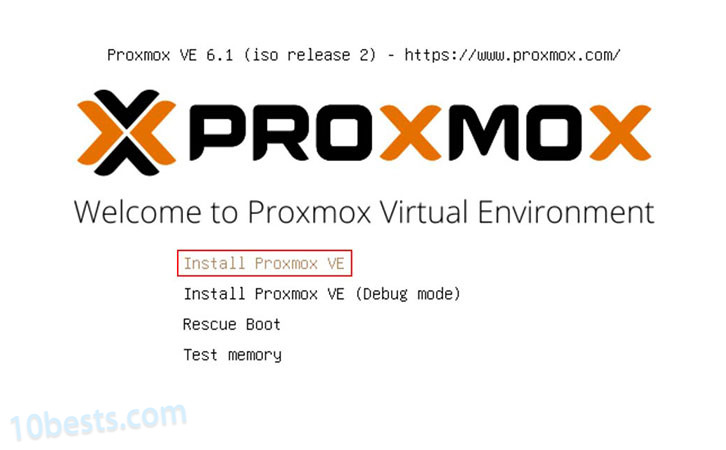 Proxmox VE 6.1 (iso release 2) - https://www.proxmox.com/
PROXMOX
Welcome to Proxmox Virtual Environment
Install Proxmox VE
Install Proxmox VE (Debug mode)
Rescue Boot
Test memory
10bests.com